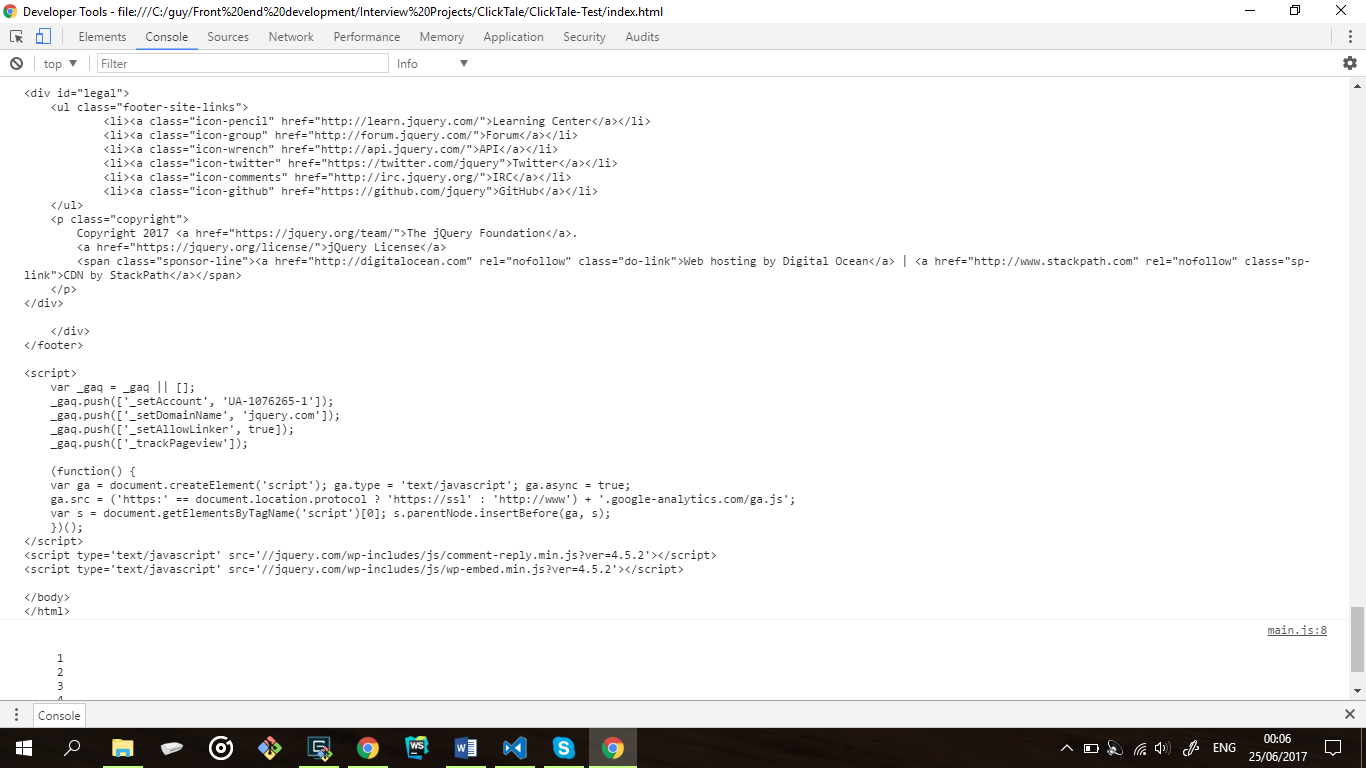 Developer Tools - file:///C:/guy/Front%20end%20development/Interview%20Projects/ClickTale/ClickTale-Test/index.html
Elements Console Sources Network Performance Memory Application Security Audits
top ▼ Filter Info ▼
<div id="legal">
<ul class="footer-site-links">
<li><a class="icon-pencil" href="http://learn.jquery.com/">Learning Center</a></li>
<li><a class="icon-group" href="http://forum.jquery.com/">Forum</a></li>
<li><a class="icon-wrench" href="http://api.jquery.com/">API</a></li>
<li><a class="icon-twitter" href="https://twitter.com/jquery">Twitter</a></li>
<li><a class="icon-comments" href="http://irc.jquery.org/">IRC</a></li>
<li><a class="icon-github" href="https://github.com/jquery">GitHub</a></li>
</ul>
<p class="copyright">
Copyright 2017 <a href="https://jquery.org/team/">The jQuery Foundation</a>.
<a href="https://jquery.org/license/">jQuery License</a>
<span class="sponsor-line"><a href="http://digitalocean.com" rel="nofollow" class="do-link">Web hosting by Digital Ocean</a> | <a href="http://www.stackpath.com" rel="nofollow" class="sp-
link">CDN by StackPath</a></span>
</p>
</div>
</div>
</footer>
<script>
var _gaq = _gaq || [];
_gaq.push(['_setAccount', 'UA-1076265-1']);
_gaq.push(['_setDomainName', 'jquery.com']);
_gaq.push(['_setAllowLinker', true]);
_gaq.push(['_trackPageview']);
(function() {
var ga = document.createElement('script'); ga.type = 'text/javascript'; ga.async = true;
ga.src = ('https:' == document.location.protocol ? 'https://ssl' : 'http://www') + '.google-analytics.com/ga.js';
var s = document.getElementsByTagName('script')[0]; s.parentNode.insertBefore(ga, s);
})();
</script>
<script type='text/javascript' src='//jquery.com/wp-includes/js/comment-reply.min.js?ver=4.5.2'></script>
<script type='text/javascript' src='//jquery.com/wp-includes/js/wp-embed.min.js?ver=4.5.2'></script>
</body>
</html>
main.js:8
1
2
3
4
Console
WS
ENG
00:06
25/06/2017